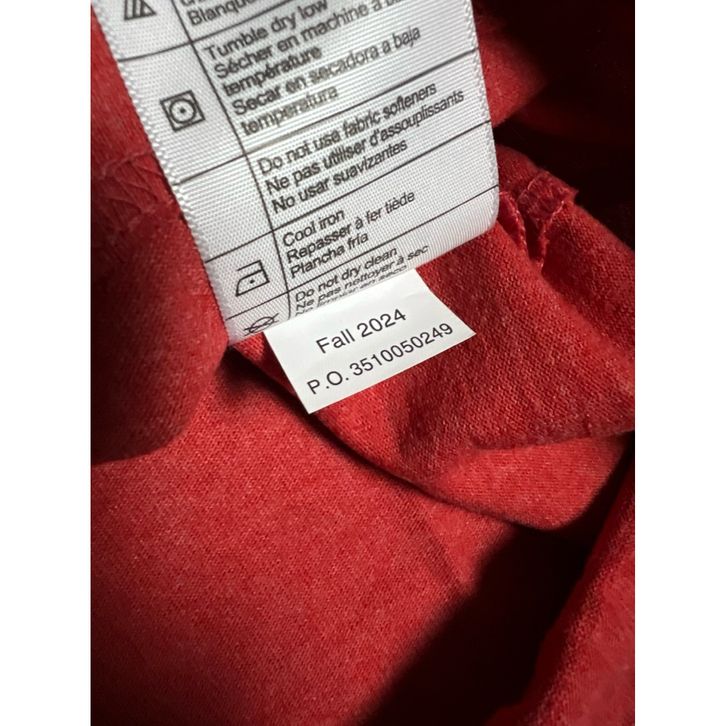 Tumble dry low
Sécher en machine à basse
température
Secar en secadora a baja
temperatura
Do not use fabric softeners
Ne pas utiliser d'assouplissants
No usar suavizantes
Cool iron
Repasser à fer tiède
Plancha fría
Do not dry clean
Ne pas nettoyer à sec
Fall 2024
P.O. 3510050249